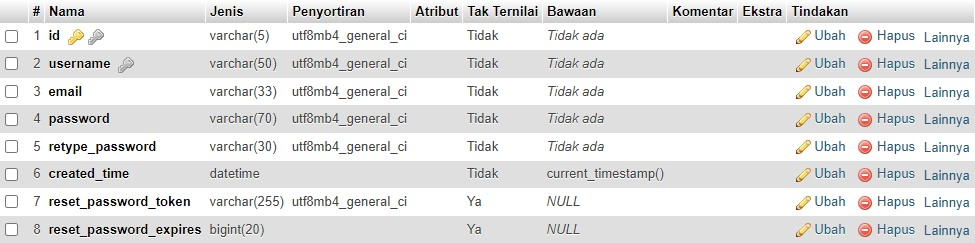 # Nama Jenis Penyortiran Atribut Tak Ternilai Bawaan Komentar Ekstra Tindakan
1 id varchar(5) utf8mb4_general_ci Tidak Tidak ada Ubah Hapus Lainnya
2 username varchar(50) utf8mb4_general_ci Tidak Tidak ada Ubah Hapus Lainnya
3 email varchar(33) utf8mb4_general_ci Tidak Tidak ada Ubah Hapus Lainnya
4 password varchar(70) utf8mb4_general_ci Tidak Tidak ada Ubah Hapus Lainnya
5 retype_password varchar(30) utf8mb4_general_ci Tidak Tidak ada Ubah Hapus Lainnya
6 created_time datetime Tidak current_timestamp() Ubah Hapus Lainnya
7 reset_password_token varchar(255) utf8mb4_general_ci Ya NULL Ubah Hapus Lainnya
8 reset_password_expires bigint(20) Ya NULL Ubah Hapus Lainnya